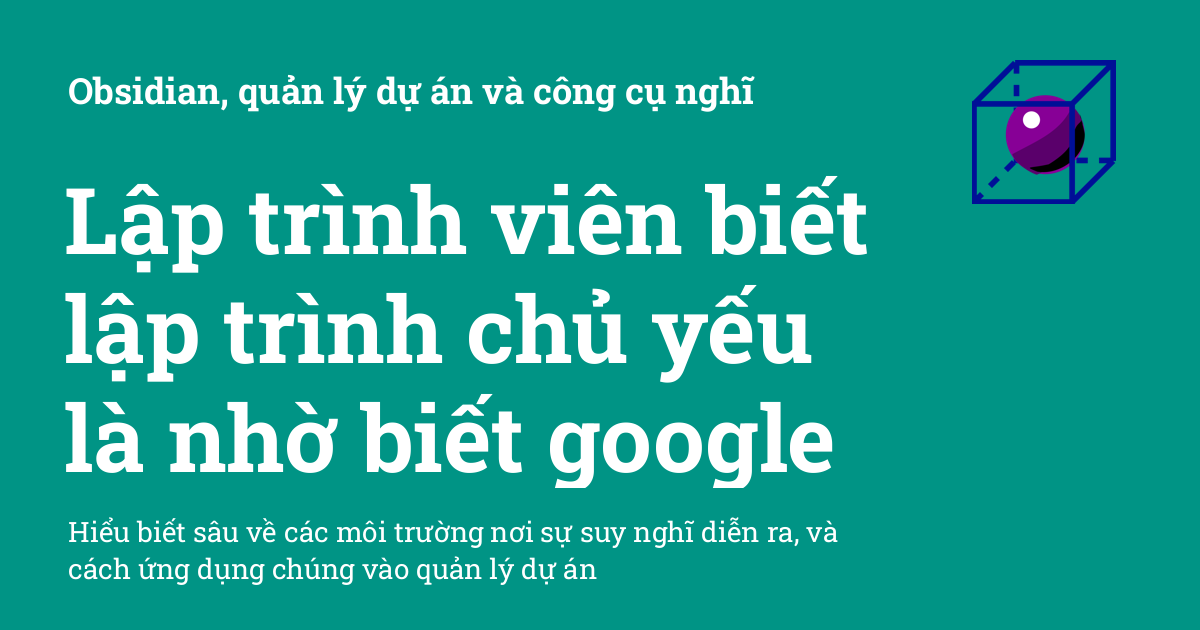 Obsidian, quản lý dự án và công cụ nghĩ
Lập trình viên biết
lập trình chủ yếu
là nhờ biết google
Hiểu biết sâu về các môi trường nơi sự suy nghĩ diễn ra, và
cách ứng dụng chúng vào quản lý dự án